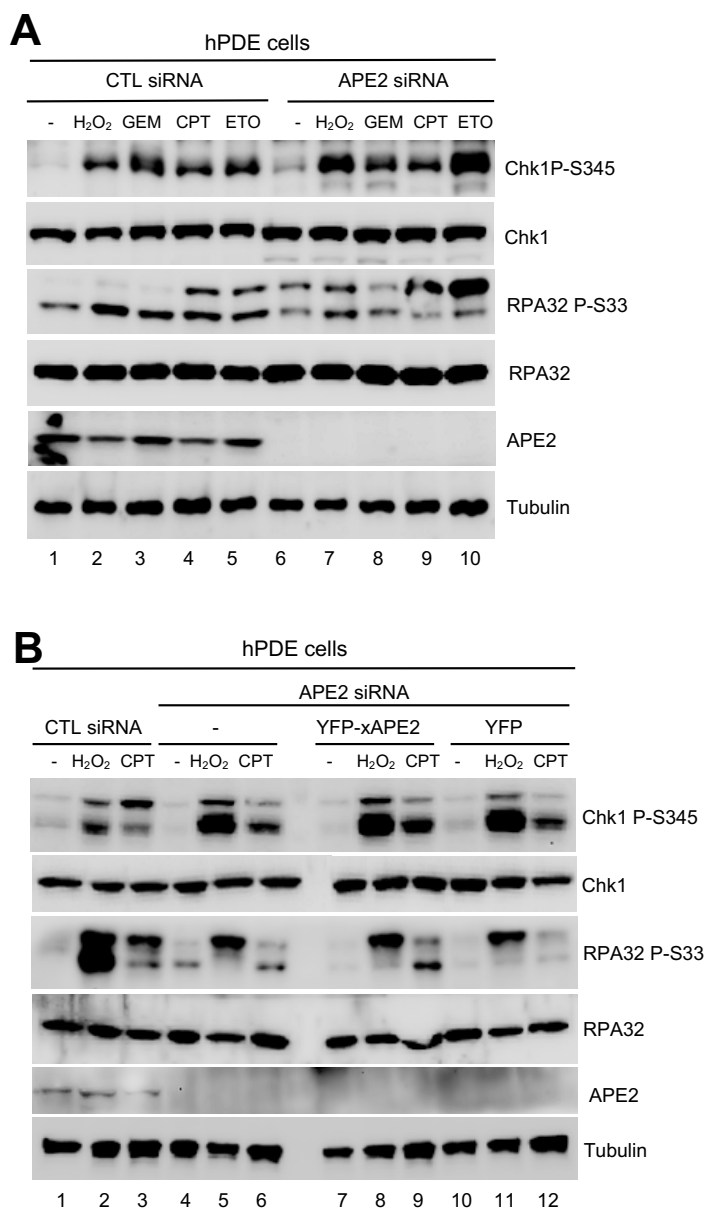 A
hPDE cells
CTL siRNA APE2 siRNA
- H₂O₂ GEM CPT ETO - H₂O₂ GEM CPT ETO
Chk1P-S345
Chk1
RPA32 P-S33
RPA32
APE2
Tubulin
1 2 3 4 5 6 7 8 9 10
B
hPDE cells
APE2 siRNA
CTL siRNA - YFP-xAPE2 YFP
- H₂O₂ CPT - H₂O₂ CPT - H₂O₂ CPT - H₂O₂ CPT
Chk1 P-S345
Chk1
RPA32 P-S33
RPA32
APE2
Tubulin
1 2 3 4 5 6 7 8 9 10 11 12